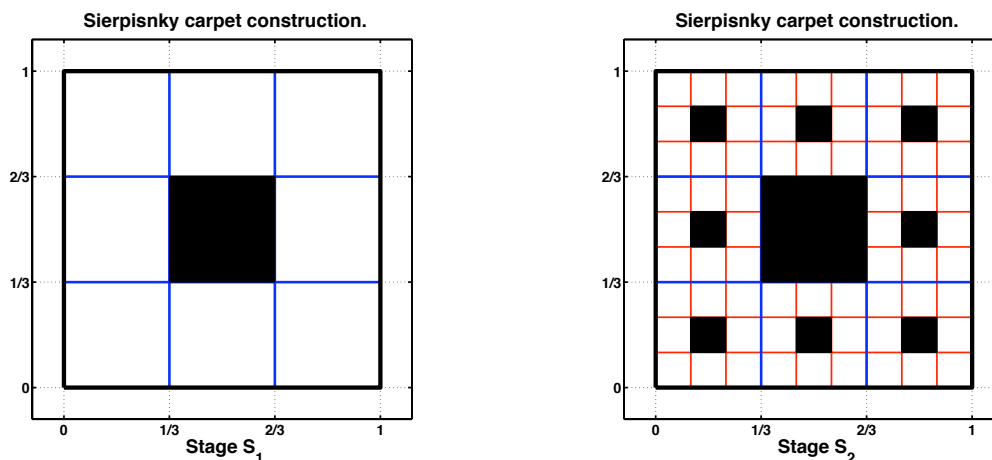 Sierpisnky carpet construction.
1
2/3
1/3
0
0 1/3 2/3 1
Stage S1
Sierpisnky carpet construction.
1
2/3
1/3
0
0 1/3 2/3 1
Stage S2